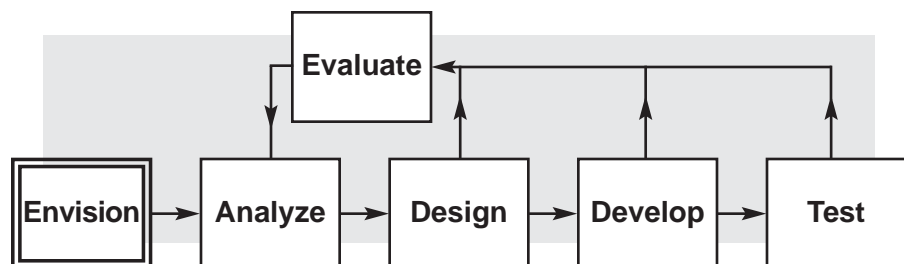 Evaluate
Envision
Analyze
Design
Develop
Test